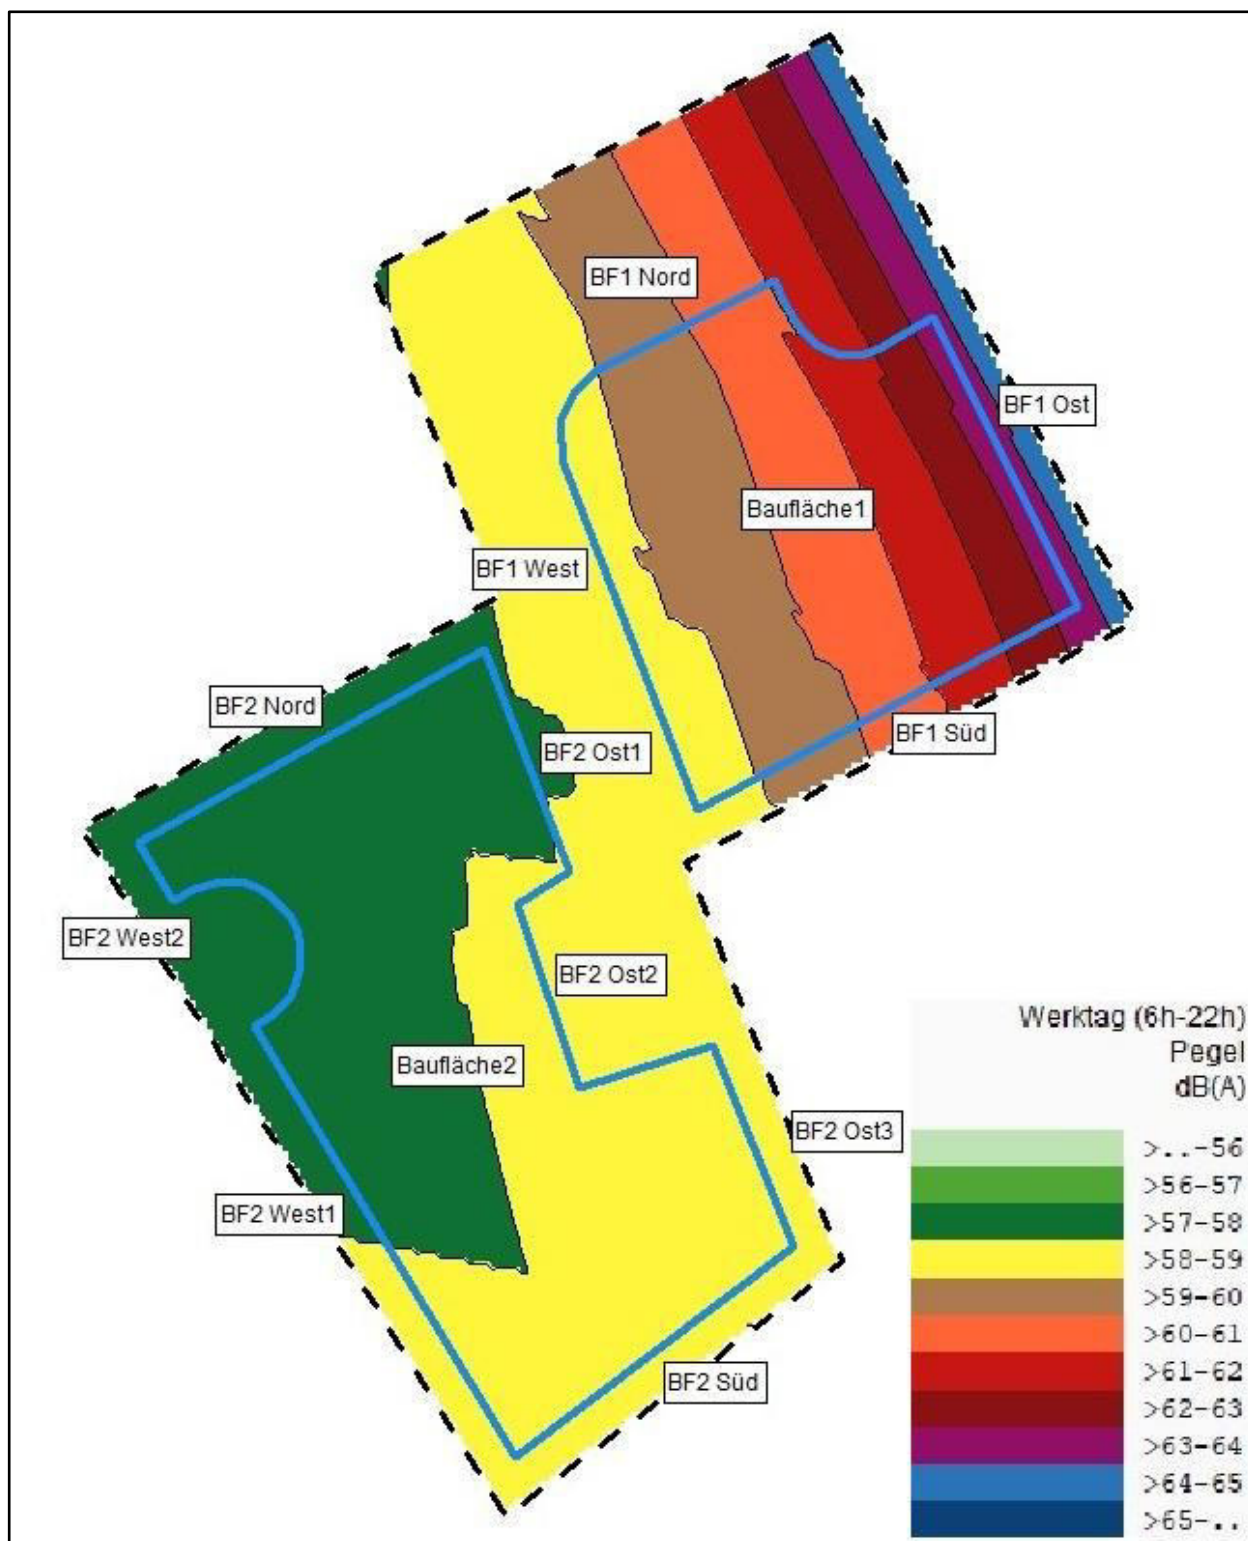 BF1 Nord
BF1 Ost
Baufläche1
BF1 West
BF2 Nord
BF1 Süd
BF2 Ost1
BF2 West2
BF2 Ost2
Baufläche2
BF2 Ost3
BF2 West1
BF2 Süd
Werktag (6h-22h)
Pegel
dB(A)
>..-56
>56-57
>57-58
>58-59
>59-60
>60-61
>61-62
>62-63
>63-64
>64-65
>65-..